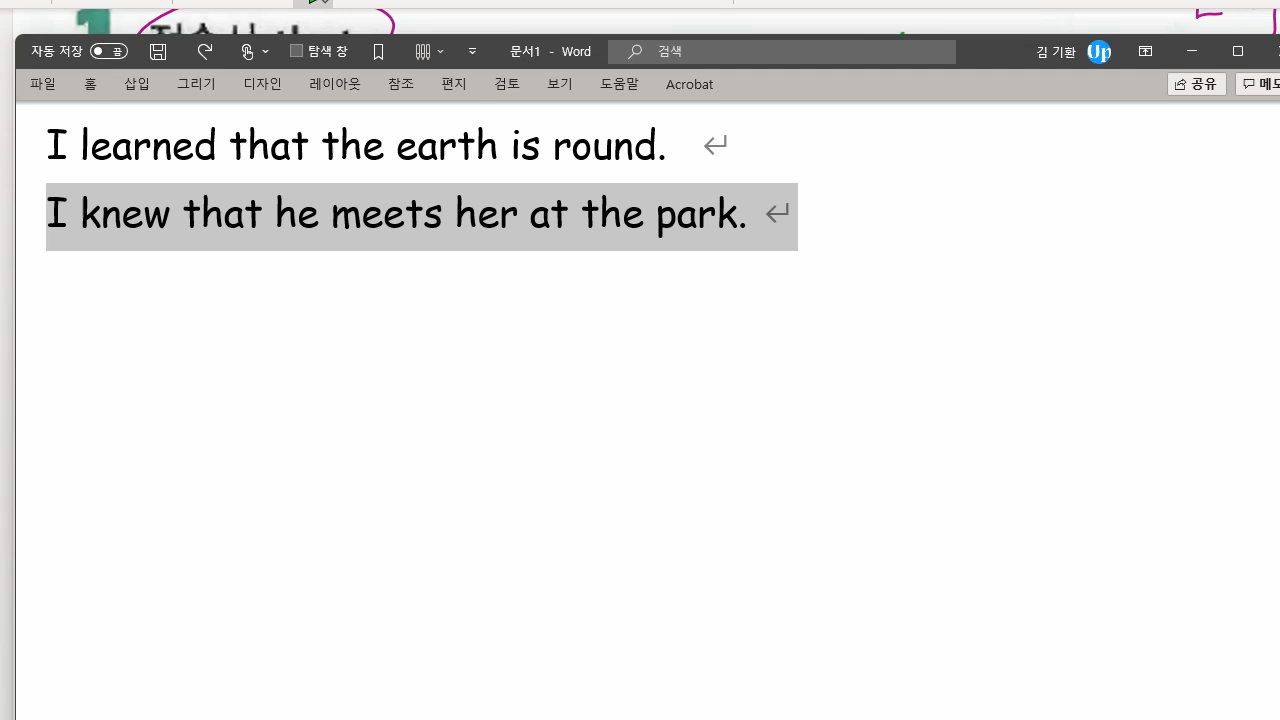 자동 저장 끔 탐색 창 문서1 - Word 검색 김 기환 Up
파일 홈 삽입 그리기 디자인 레이아웃 참조 편지 검토 보기 도움말 Acrobat 공유
I learned that the earth is round.
I knew that he meets her at the park.